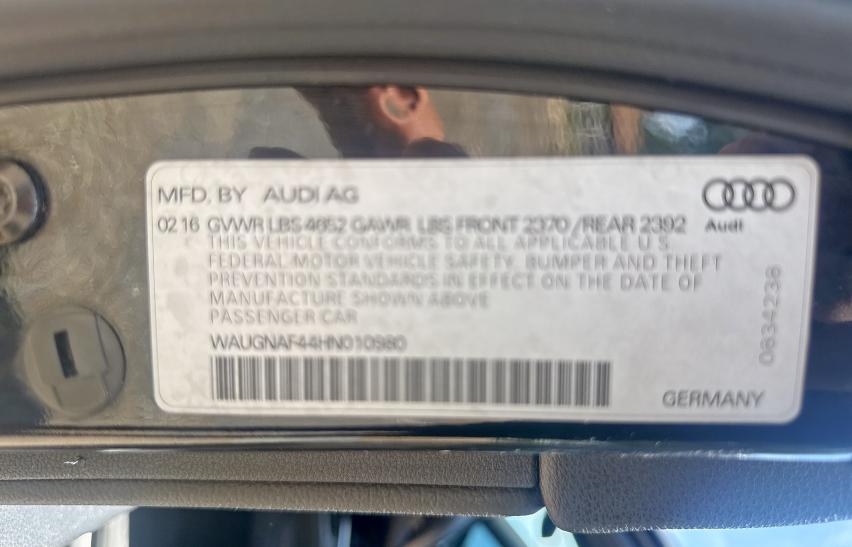 MFD. BY AUDI AG
02 16 GVWR LBS 4652 GAWR LBS FRONT 2370 / REAR 2392
Audi
THIS VEHICLE CONFORMS TO ALL APPLICABLE U.S.
FEDERAL MOTOR VEHICLE SAFETY, BUMPER AND THEFT
PREVENTION STANDARDS IN EFFECT ON THE DATE OF
MANUFACTURE SHOWN ABOVE
PASSENGER CAR
WAUGNAF44HN010980
GERMANY
0634238